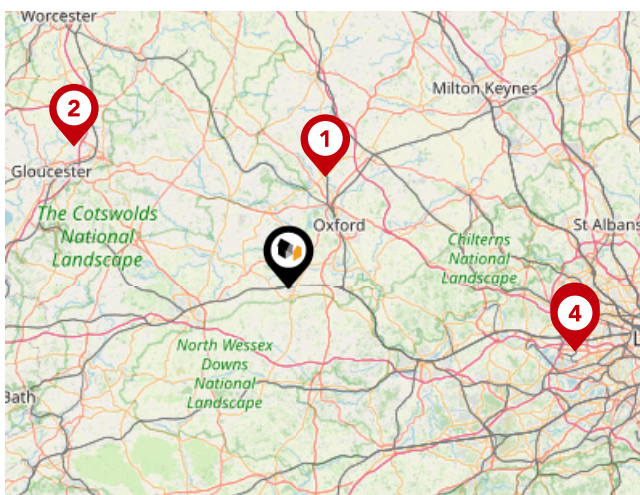 Worcester
Milton Keynes
2
1
Gloucester
The Cotswolds
National
Landscape
Oxford
St Albans
Chilterns
National
Landscape
4
North Wessex
Downs
National
Landscape
Bath
L